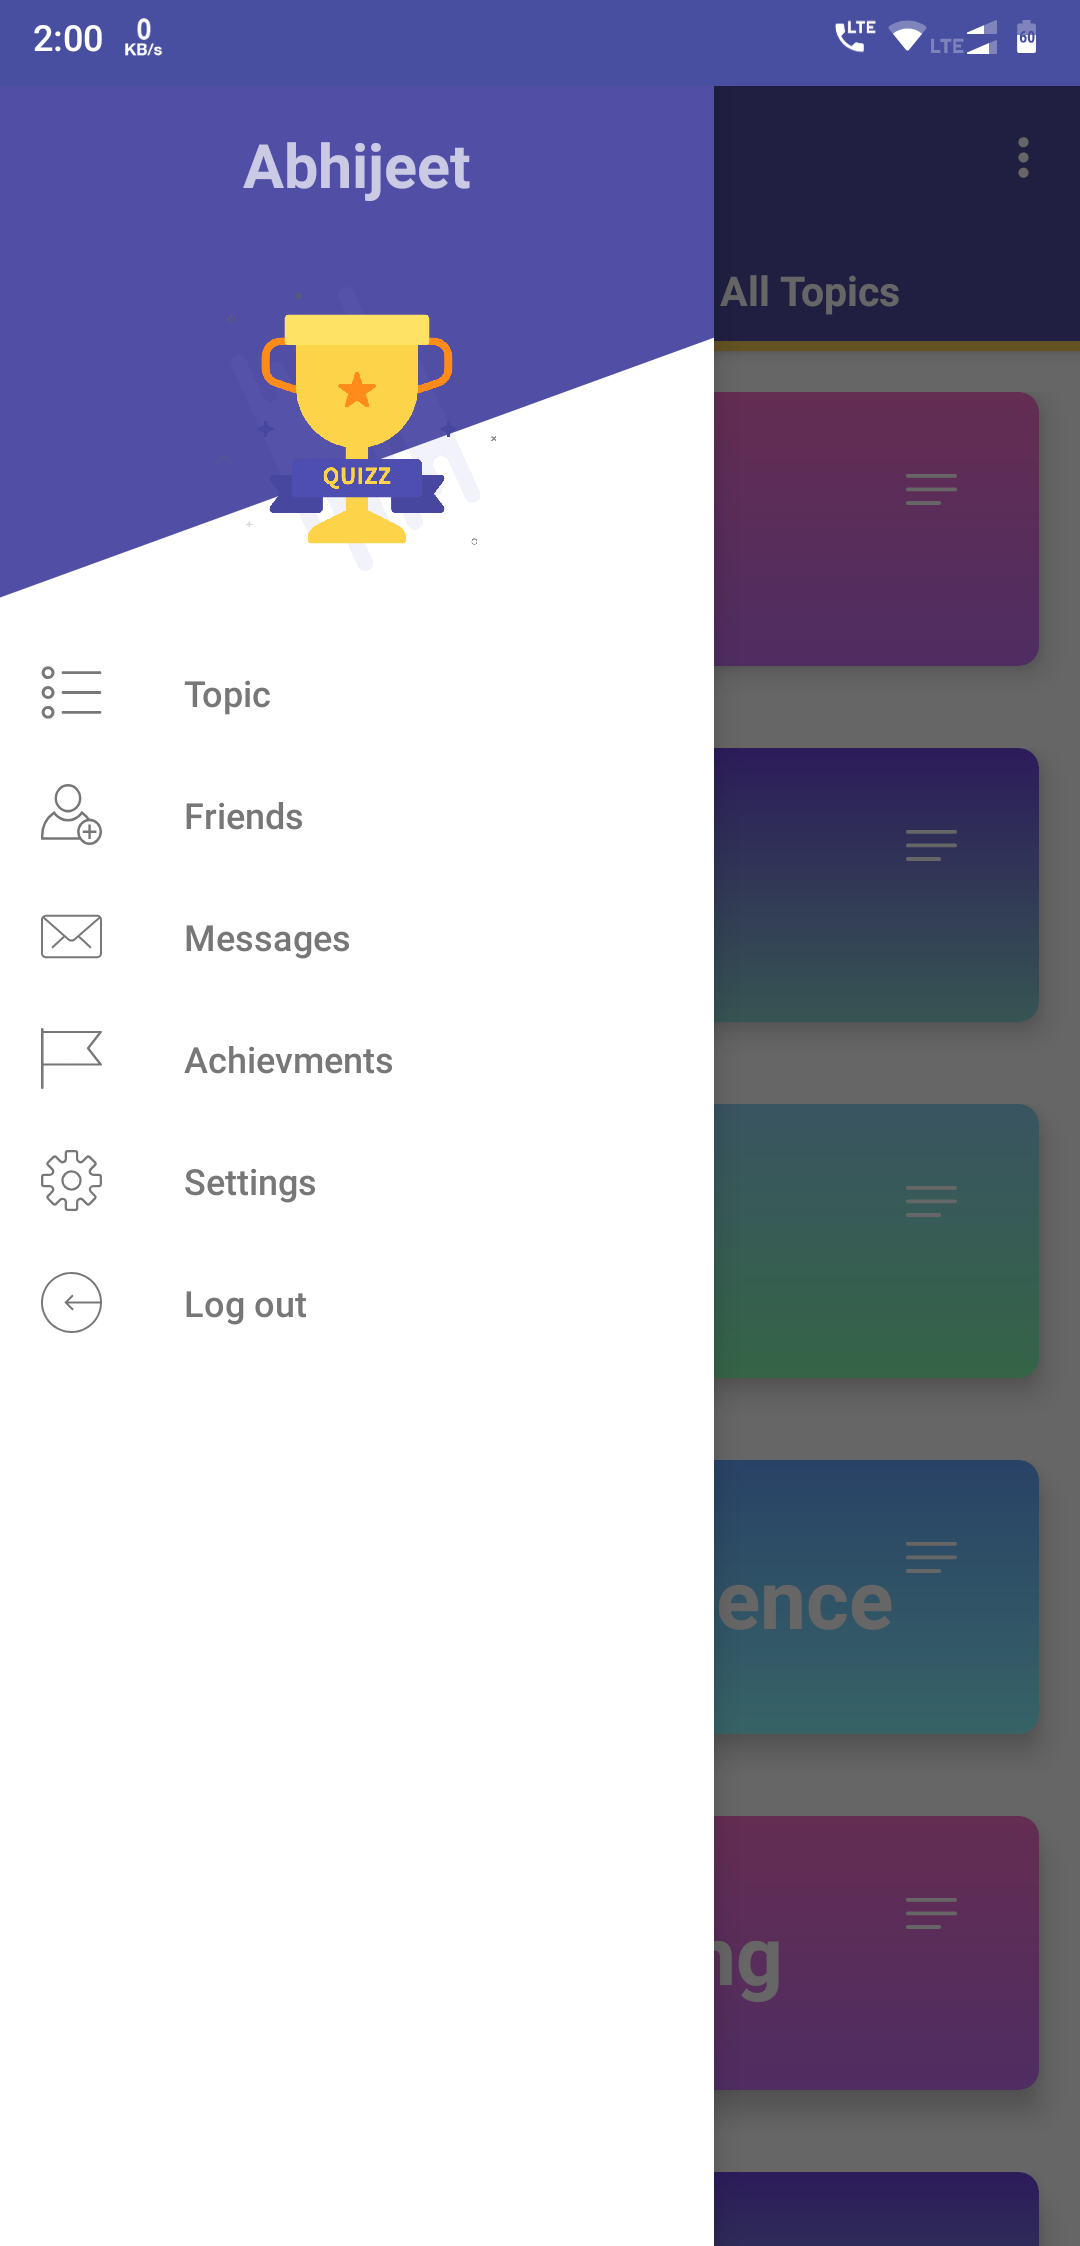 2:00
0
KB/s
LTE
LTE
60
Abhijeet
All Topics
QUIZZ
Topic
Friends
Messages
Achievments
Settings
Log out
ence
ng